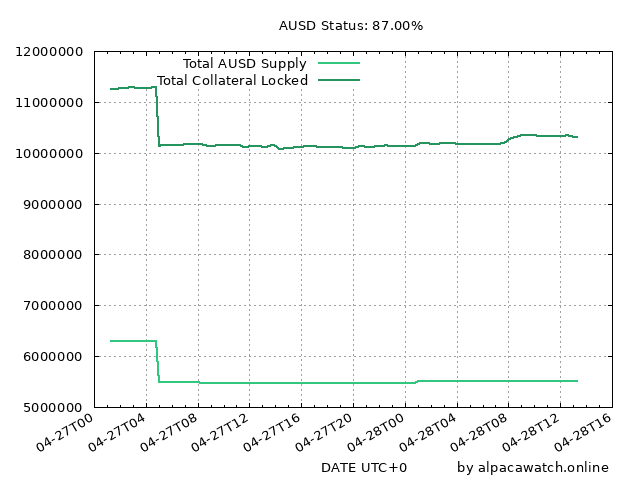 AUSD Status: 87.00%
Total AUSD Supply
Total Collateral Locked
12000000
11000000
10000000
9000000
8000000
7000000
6000000
5000000
04-27T00
04-27T04
04-27T08
04-27T12
04-27T16
04-27T20
04-28T00
04-28T04
04-28T08
04-28T12
04-28T16
DATE UTC+0
by alpacawatch.online